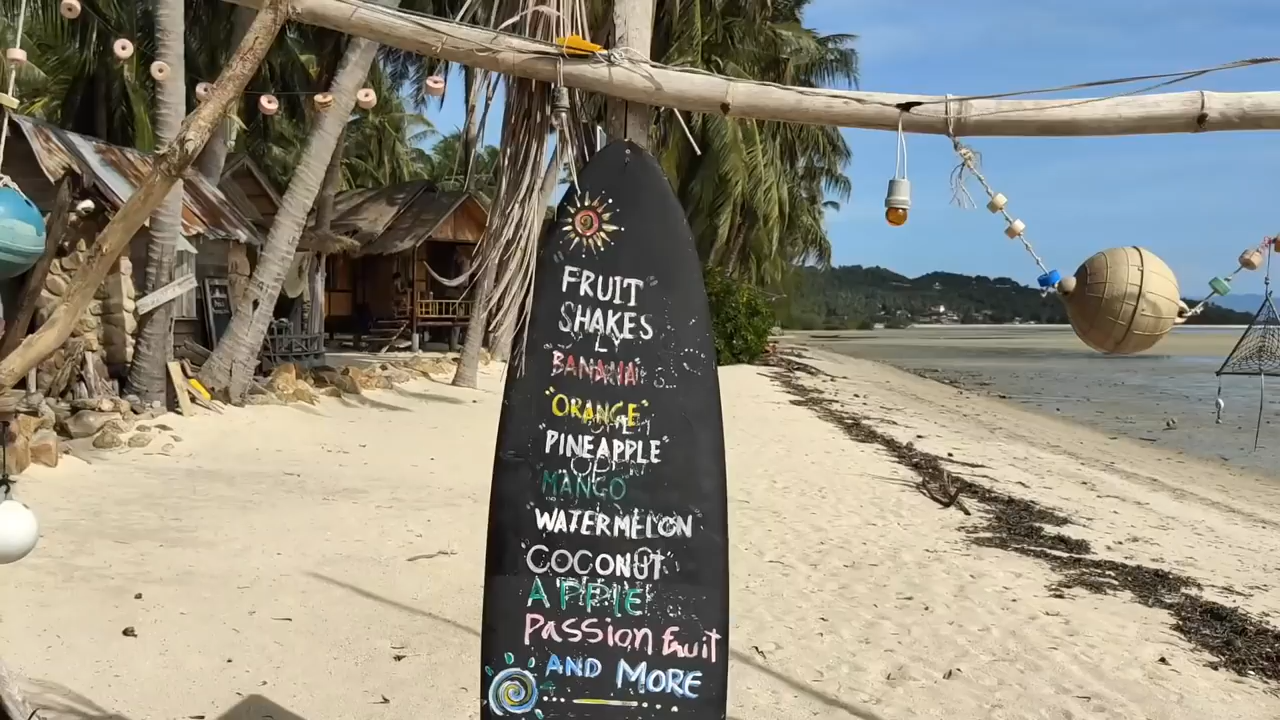 "FRUIT"
SHAKES
BANANA
"ORANGE"
"PINEAPPLE"
MANGO
WATERMELON
COCONUT
APPLE
Passion fruit
AND MORE